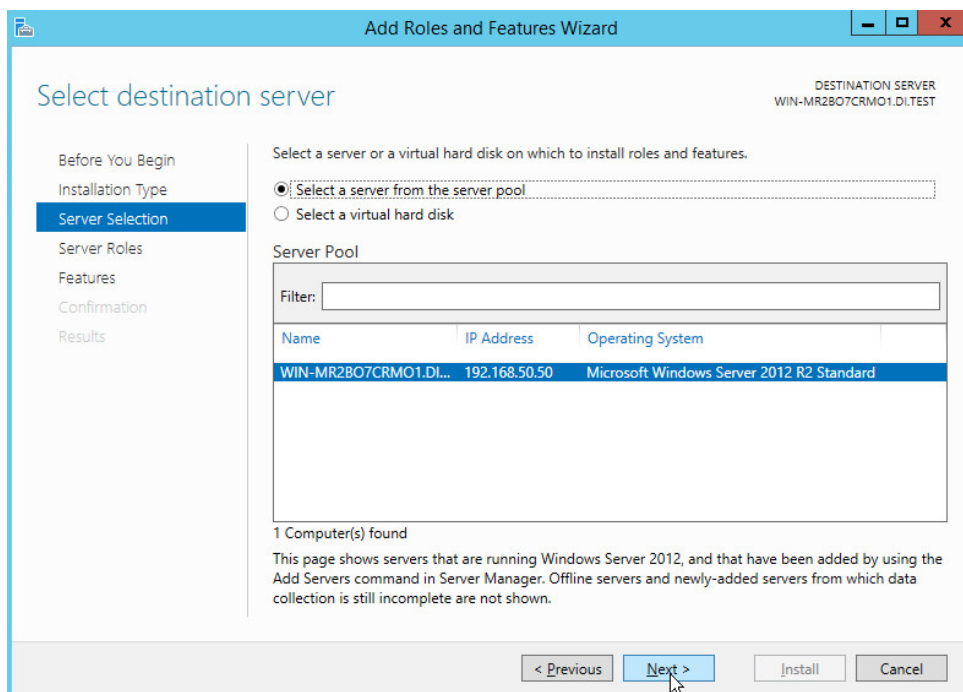 Add Roles and Features Wizard
Select destination server
DESTINATION SERVER
WIN-MR2BO7CRMO1.DI.TEST
Before You Begin
Installation Type
Server Selection
Server Roles
Features
Confirmation
Results
Select a server or a virtual hard disk on which to install roles and features.
Select a server from the server pool
Select a virtual hard disk
Server Pool
Filter:
Name IP Address Operating System
WIN-MR2BO7CRMO1.DI... 192.168.50.50 Microsoft Windows Server 2012 R2 Standard
1 Computer(s) found
This page shows servers that are running Windows Server 2012, and that have been added by using the
Add Servers command in Server Manager. Offline servers and newly-added servers from which data
collection is still incomplete are not shown.
< Previous Next > Install Cancel